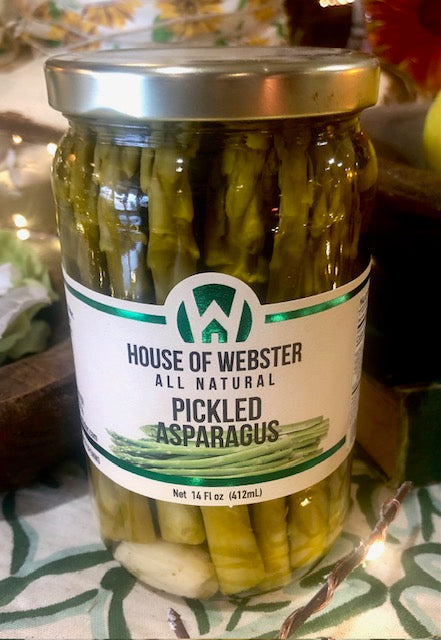 W
HOUSE OF WEBSTER
ALL NATURAL
PICKLED
ASPARAGUS
Net 14 Fl oz (412mL)